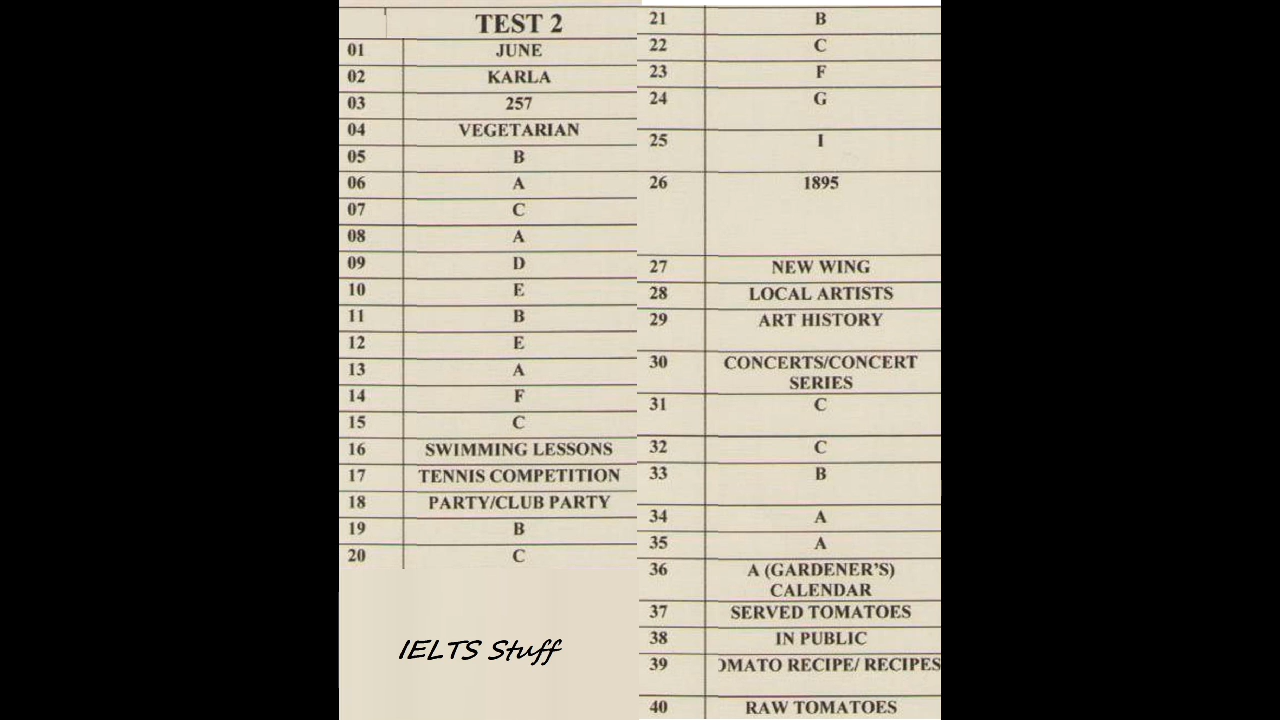 TEST 2
01 JUNE
02 KARLA
03 257
04 VEGETARIAN
05 B
06 A
07 C
08 A
09 D
10 E
11 B
12 E
13 A
14 F
15 C
16 SWIMMING LESSONS
17 TENNIS COMPETITION
18 PARTY/CLUB PARTY
19 B
20 C
IELTS Stuff
21 B
22 C
23 F
24 G
25 I
26 1895
27 NEW WING
28 LOCAL ARTISTS
29 ART HISTORY
30 CONCERTS/CONCERT
SERIES
31 C
32 C
33 B
34 A
35 A
36 A (GARDENER'S)
CALENDAR
37 SERVED TOMATOES
38 IN PUBLIC
39 OMATO RECIPE/ RECIPES
40 RAW TOMATOES